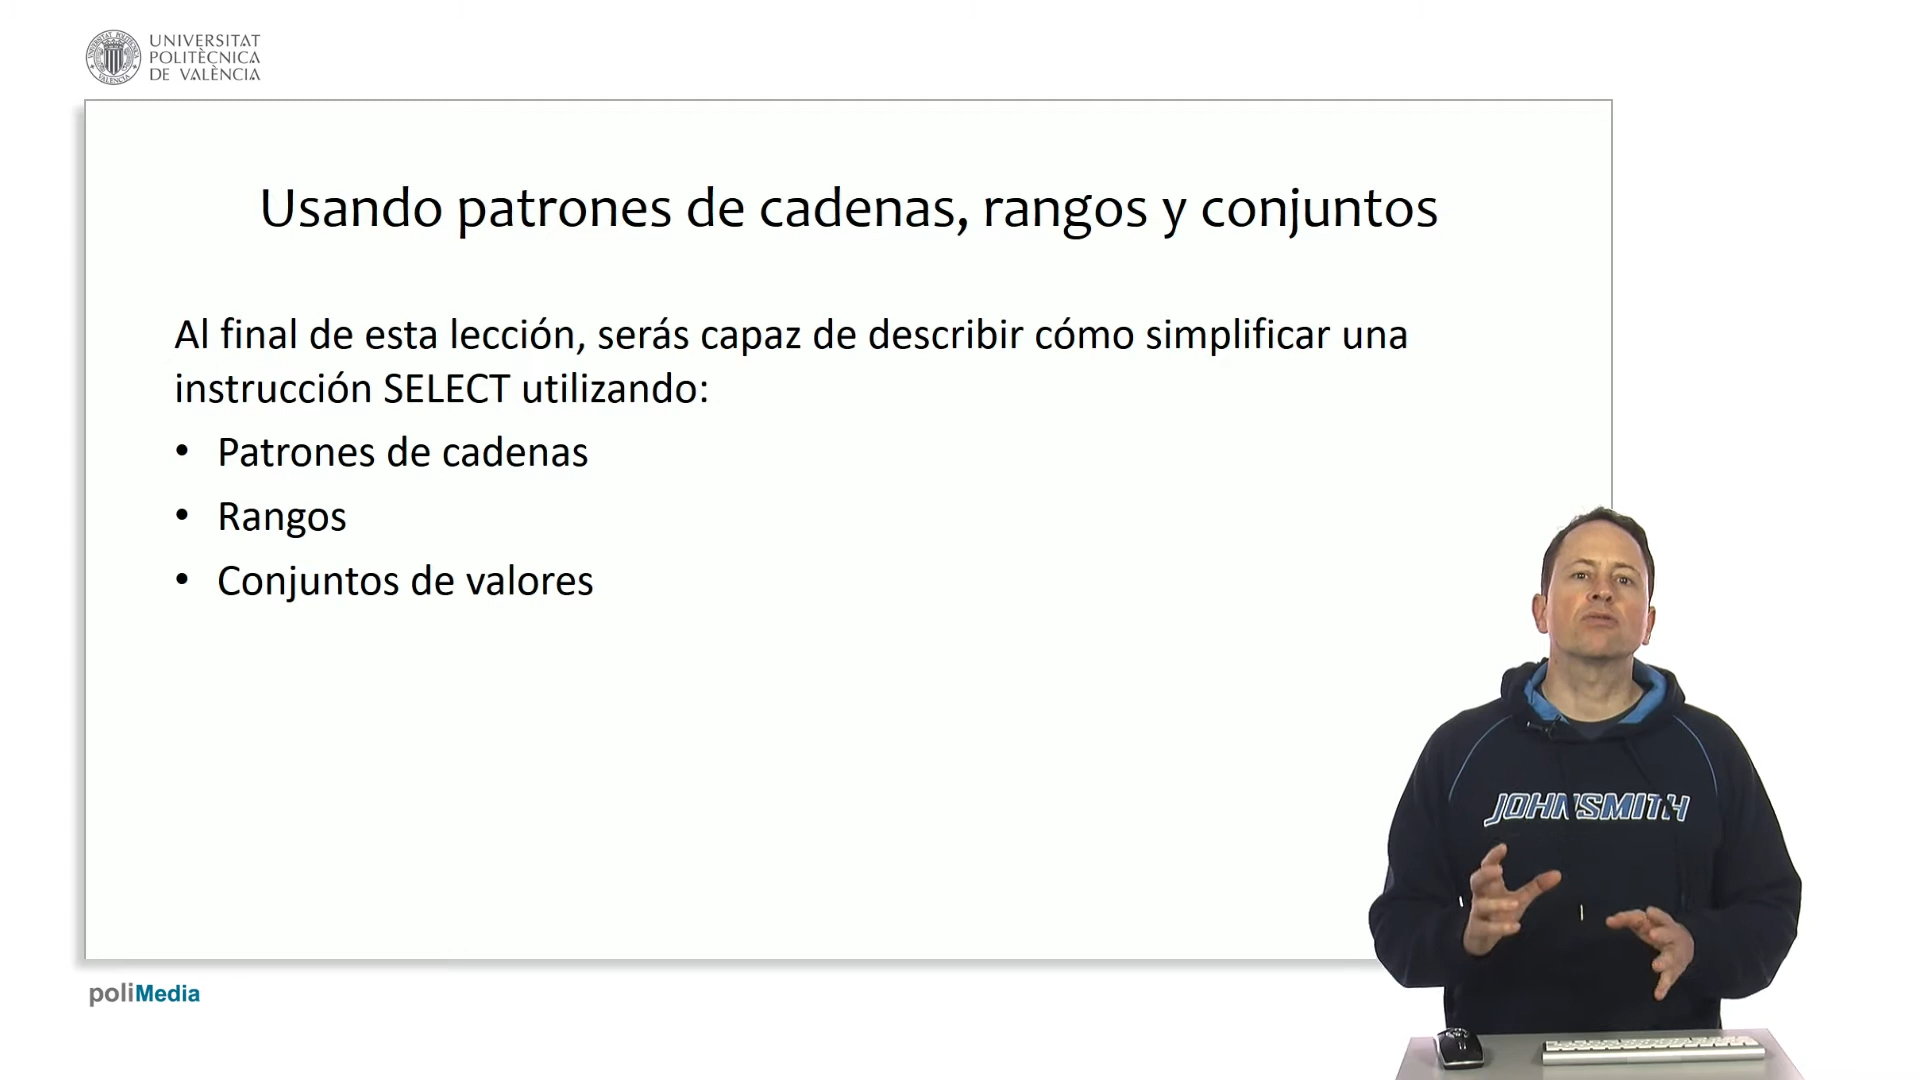 UNIVERSITAT
POLITÈCNICA
DE VALÈNCIA
Usando patrones de cadenas, rangos y conjuntos
Al final de esta lección, serás capaz de describir cómo simplificar una
instrucción SELECT utilizando:
• Patrones de cadenas
• Rangos
• Conjuntos de valores
JOHNSMITH
poliMedia